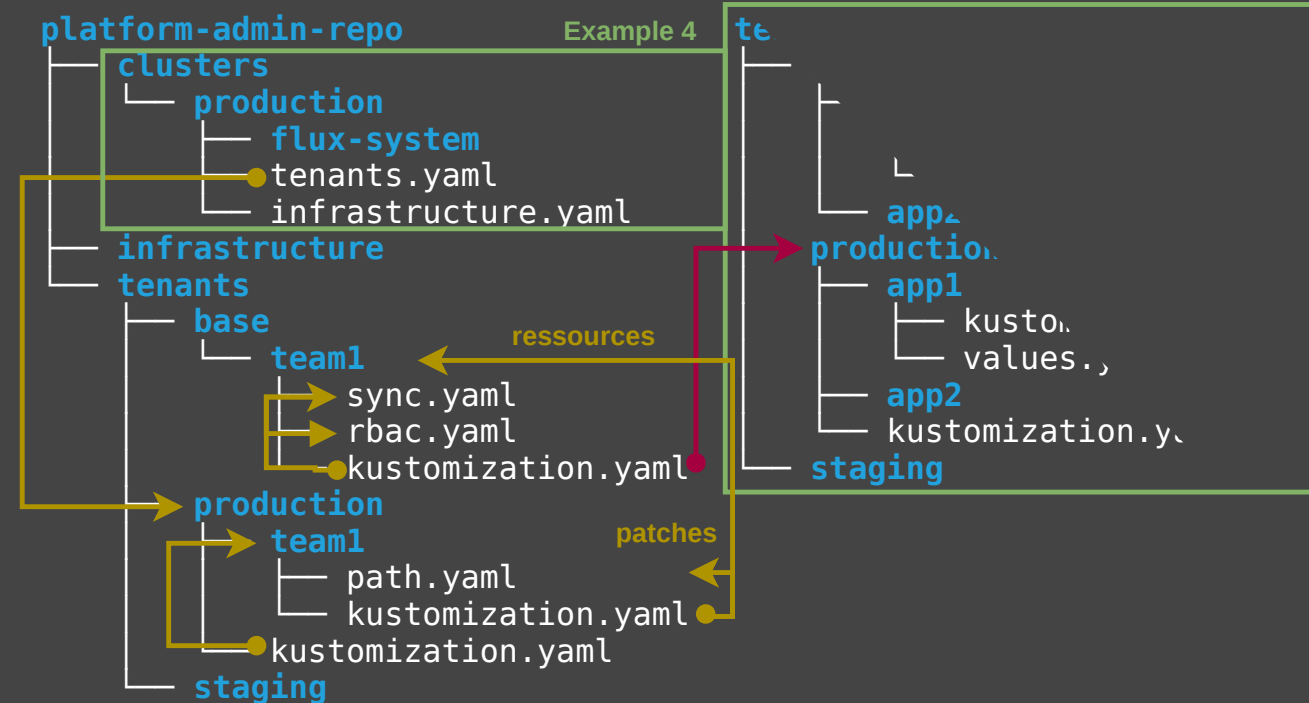 platform-admin-repo
Example 4
clusters
production
flux-system
tenants.yaml
infrastructure.yaml
infrastructure
tenants
base
team1
sync.yaml
rbac.yaml
kustomization.yaml
production
team1
path.yaml
kustomization.yaml
kustomization.yaml
staging
ressources
patches
app1
app2
staging